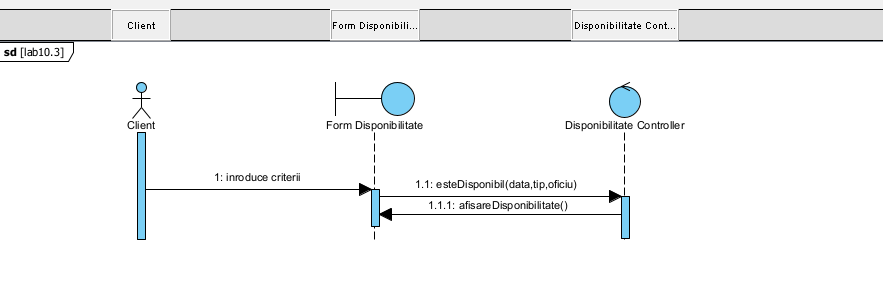 Client
Form Disponibili...
Disponibilitate Cont...
sd [lab10.3]
Client
Form Disponibilitate
Disponibilitate Controller
1: inroduce criterii
1.1: esteDisponibil(data,tip,oficiu)
1.1.1: afisareDisponibilitate()